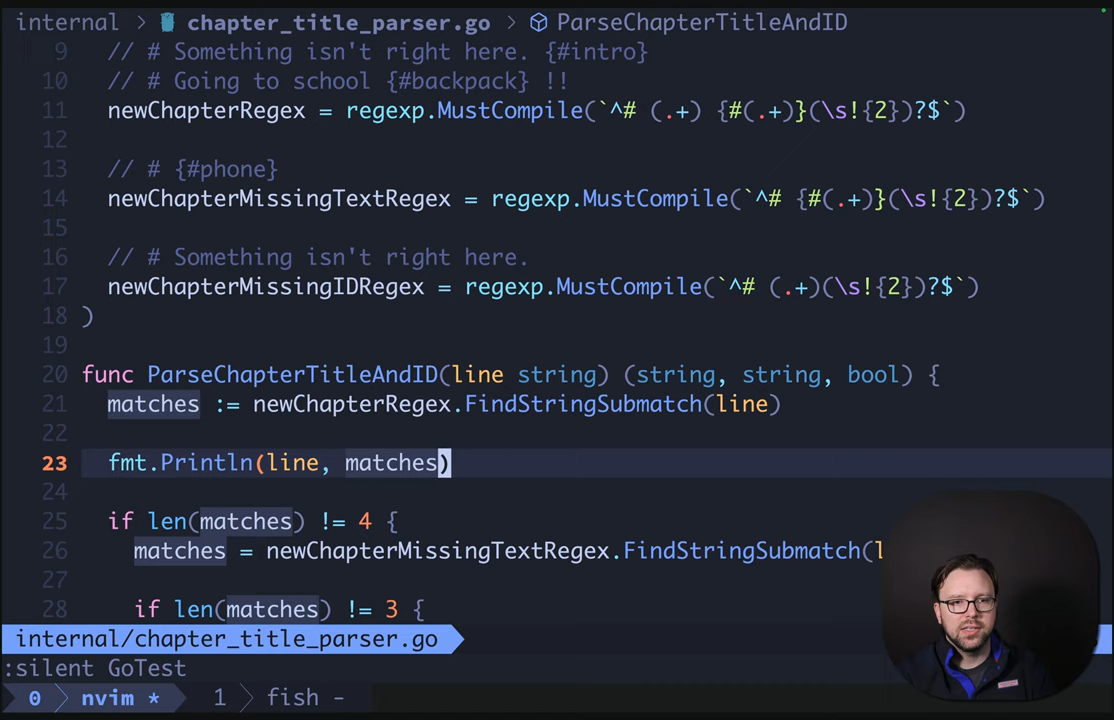 internal > chapter_title_parser.go > ParseChapterTitleAndID
9 // # Something isn't right here. {#intro}
10 // # Going to school {#backpack} !!
11 newChapterRegex = regexp.MustCompile(`^# (.+) {#(.+)}(\s!{2})?$`)
12
13 // # {#phone}
14 newChapterMissingTextRegex = regexp.MustCompile(`^# {#(.+)}(\s!{2})?$`)
15
16 // # Something isn't right here.
17 newChapterMissingIDRegex = regexp.MustCompile(`^# (.+)(\s!{2})?$`)
18 )
19
20 func ParseChapterTitleAndID(line string) (string, string, bool) {
21 matches := newChapterRegex.FindStringSubmatch(line)
22
23 fmt.Println(line, matches)
24
25 if len(matches) != 4 {
26 matches = newChapterMissingTextRegex.FindStringSubmatch(l
27
28 if len(matches) != 3 {
internal/chapter_title_parser.go
:silent GoTest
0 nvim * 1 fish -